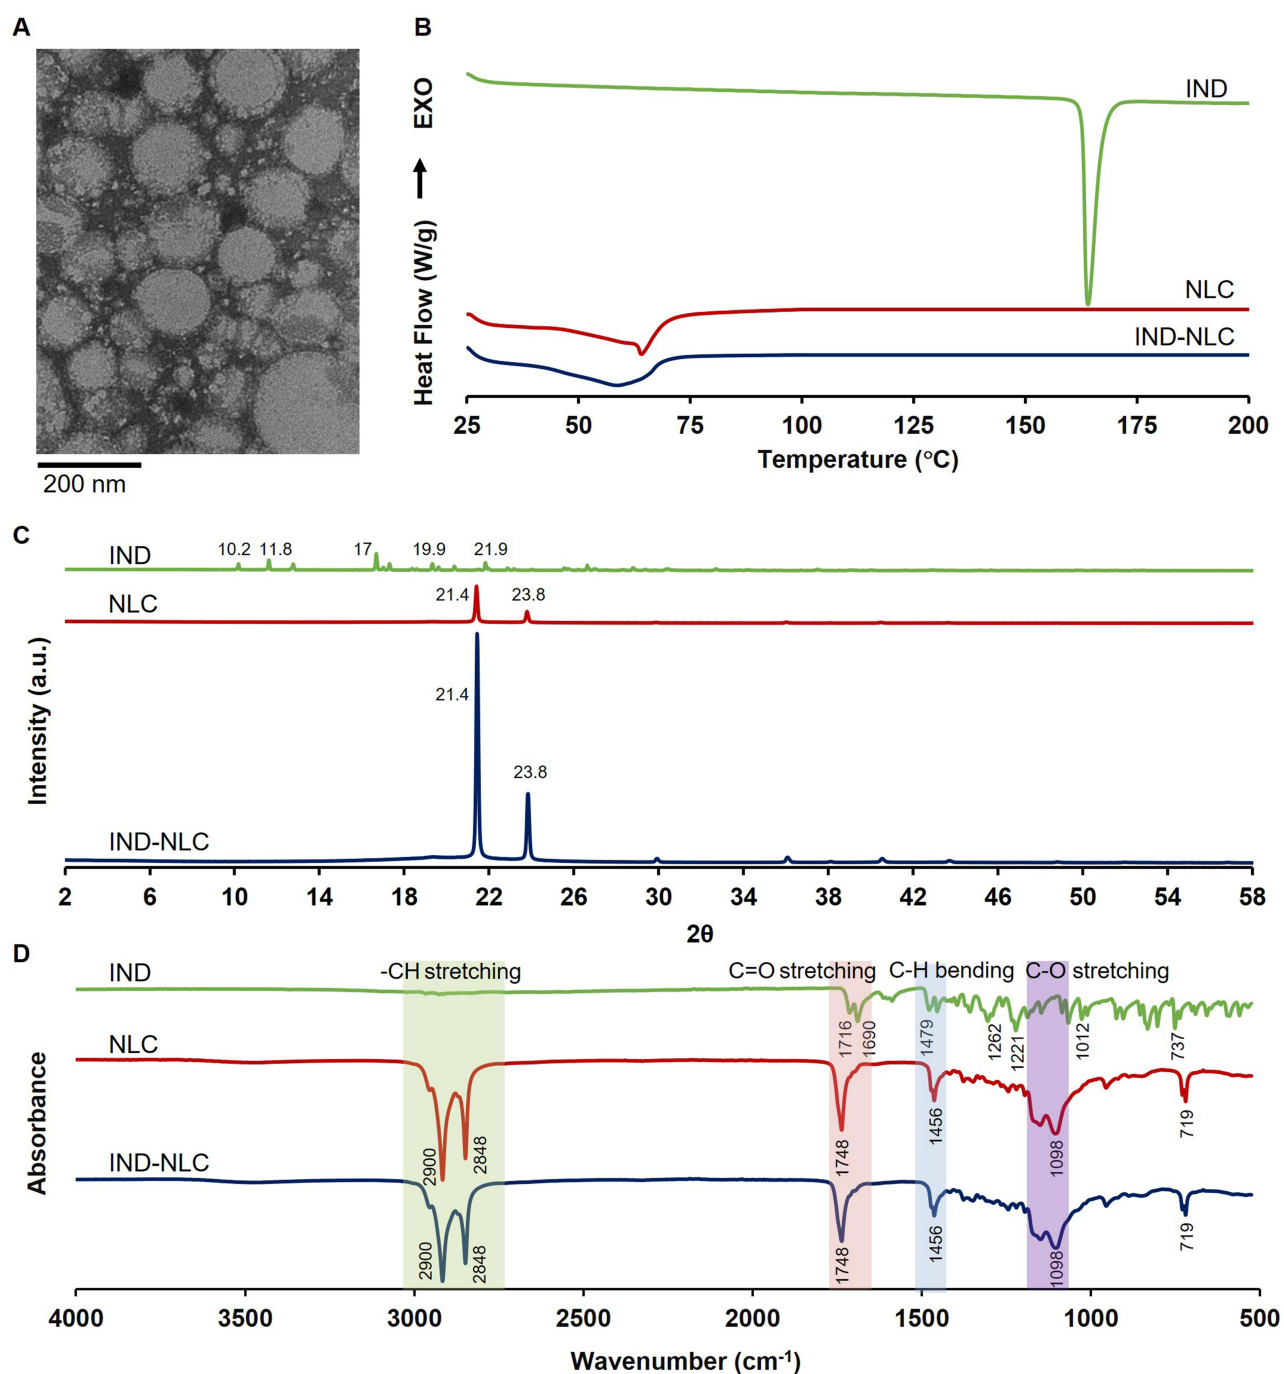 A
200 nm
B
Heat Flow (W/g) → EXO
IND
NLC
IND-NLC
25 50 75 100 125 150 175 200
Temperature (°C)
C
Intensity (a.u.)
IND
10.2 11.8 17 19.9 21.9
NLC
21.4 23.8
21.4
23.8
IND-NLC
2 6 10 14 18 22 26 30 34 38 42 46 50 54 58
2θ
D
Absorbance
-CH stretching C=O stretching C-H bending C-O stretching
IND
1716 1690 1479 1262 1221 1012 737
NLC
2900 2848 1748 1456 1098 719
IND-NLC
2900 2848 1748 1456 1098 719
4000 3500 3000 2500 2000 1500 1000 500
Wavenumber (cm⁻¹)